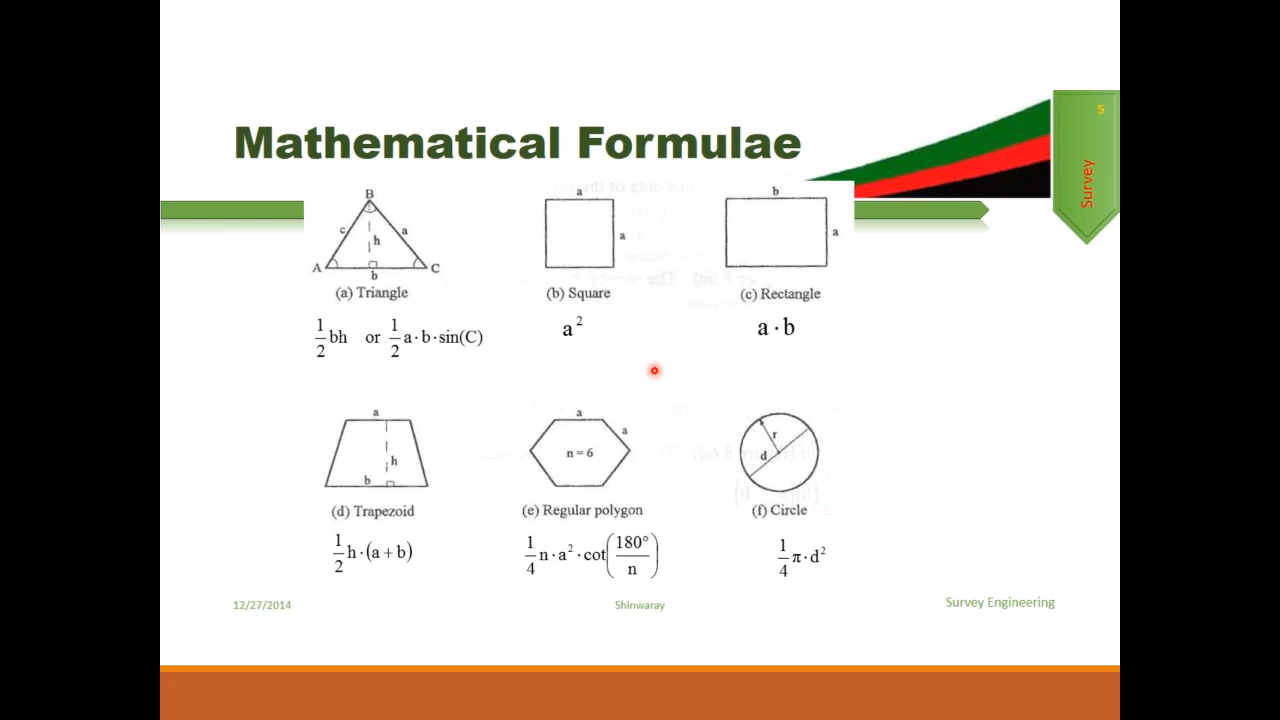 5
Survey
Mathematical Formulae
B
c
a
h
A
C
b
(a) Triangle
a
a
(b) Square
b
a
(c) Rectangle
1/2 bh or 1/2 a·b·sin(C)
a²
a·b
a
h
b
(d) Trapezoid
a
a
n = 6
(e) Regular polygon
r
d
(f) Circle
1/2 h·(a + b)
1/4 n·a²·cot(180°/n)
1/4 π·d²
12/27/2014
Shinwaray
Survey Engineering